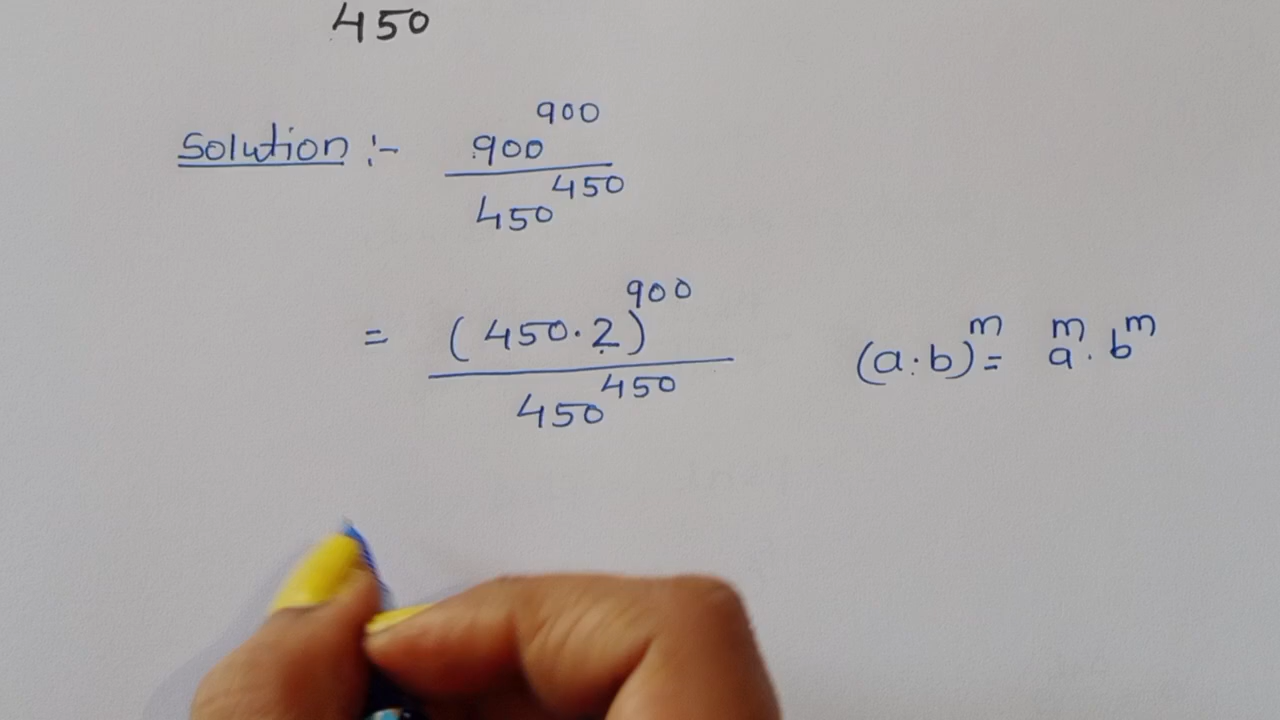 450
Solution :- 900^900
450^450
= (450·2)^900
450^450
(a·b)^m = a^m · b^m